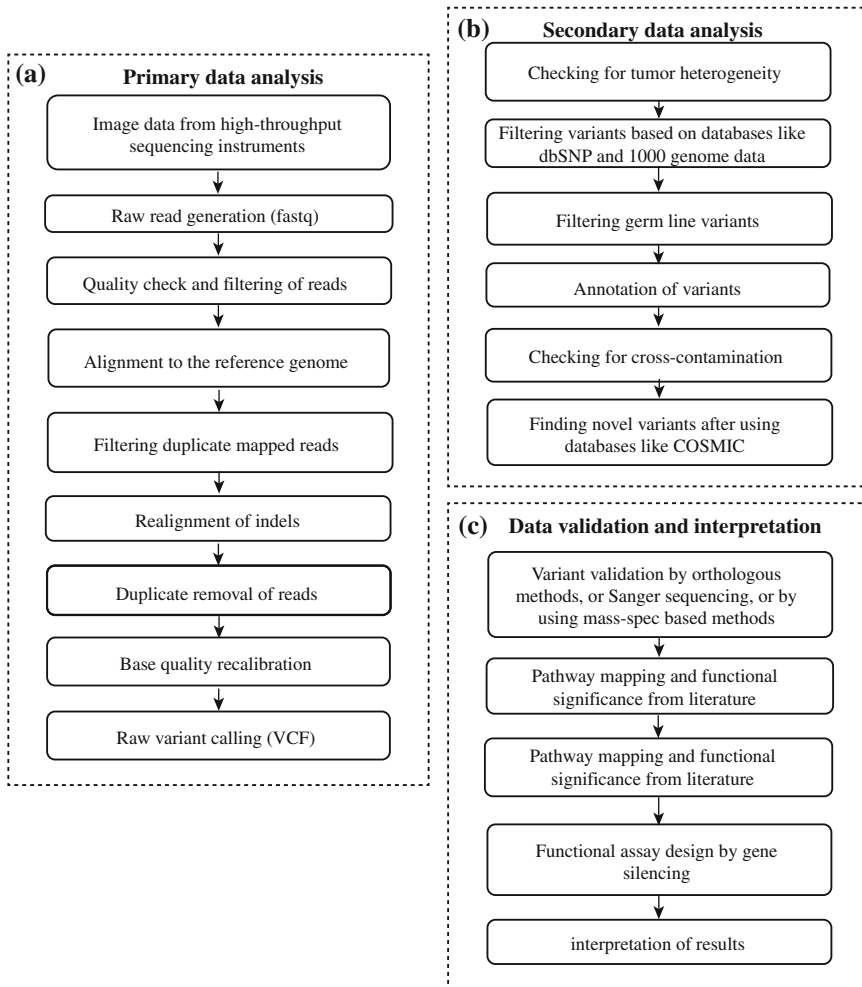 (a)
Primary data analysis
Image data from high-throughput
sequencing instruments
Raw read generation (fastq)
Quality check and filtering of reads
Alignment to the reference genome
Filtering duplicate mapped reads
Realignment of indels
Duplicate removal of reads
Base quality recalibration
Raw variant calling (VCF)
(b)
Secondary data analysis
Checking for tumor heterogeneity
Filtering variants based on databases like
dbSNP and 1000 genome data
Filtering germ line variants
Annotation of variants
Checking for cross-contamination
Finding novel variants after using
databases like COSMIC
(c)
Data validation and interpretation
Variant validation by orthologous
methods, or Sanger sequencing, or by
using mass-spec based methods
Pathway mapping and functional
significance from literature
Pathway mapping and functional
significance from literature
Functional assay design by gene
silencing
interpretation of results